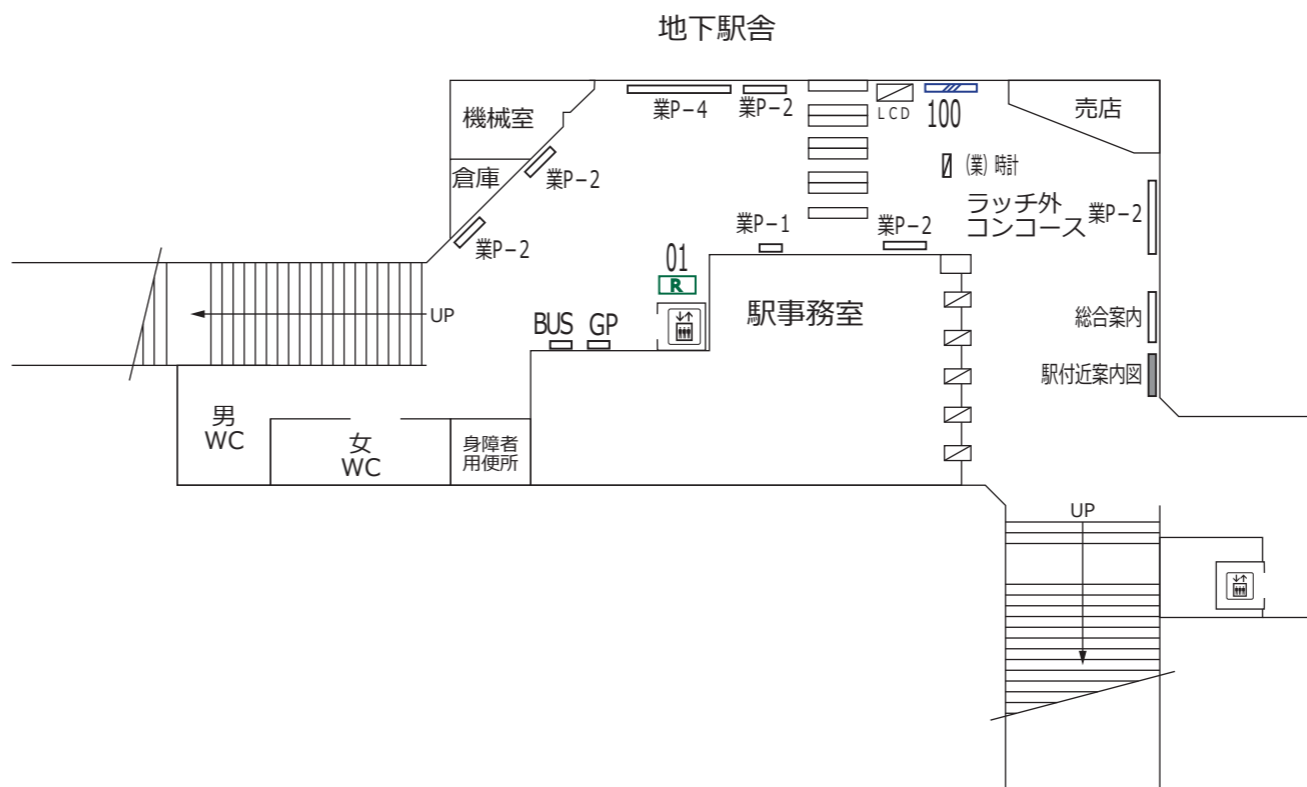 地下駅舎
機械室
業P-4
業P-2
LCD
100
売店
倉庫
業P-2
(業) 時計
業P-2
ラッチ外
コンコース
業P-2
業P-1
業P-2
01
R
駅事務室
UP
BUS
GP
総合案内
駅付近案内図
男
WC
女
WC
身障者
用便所
UP